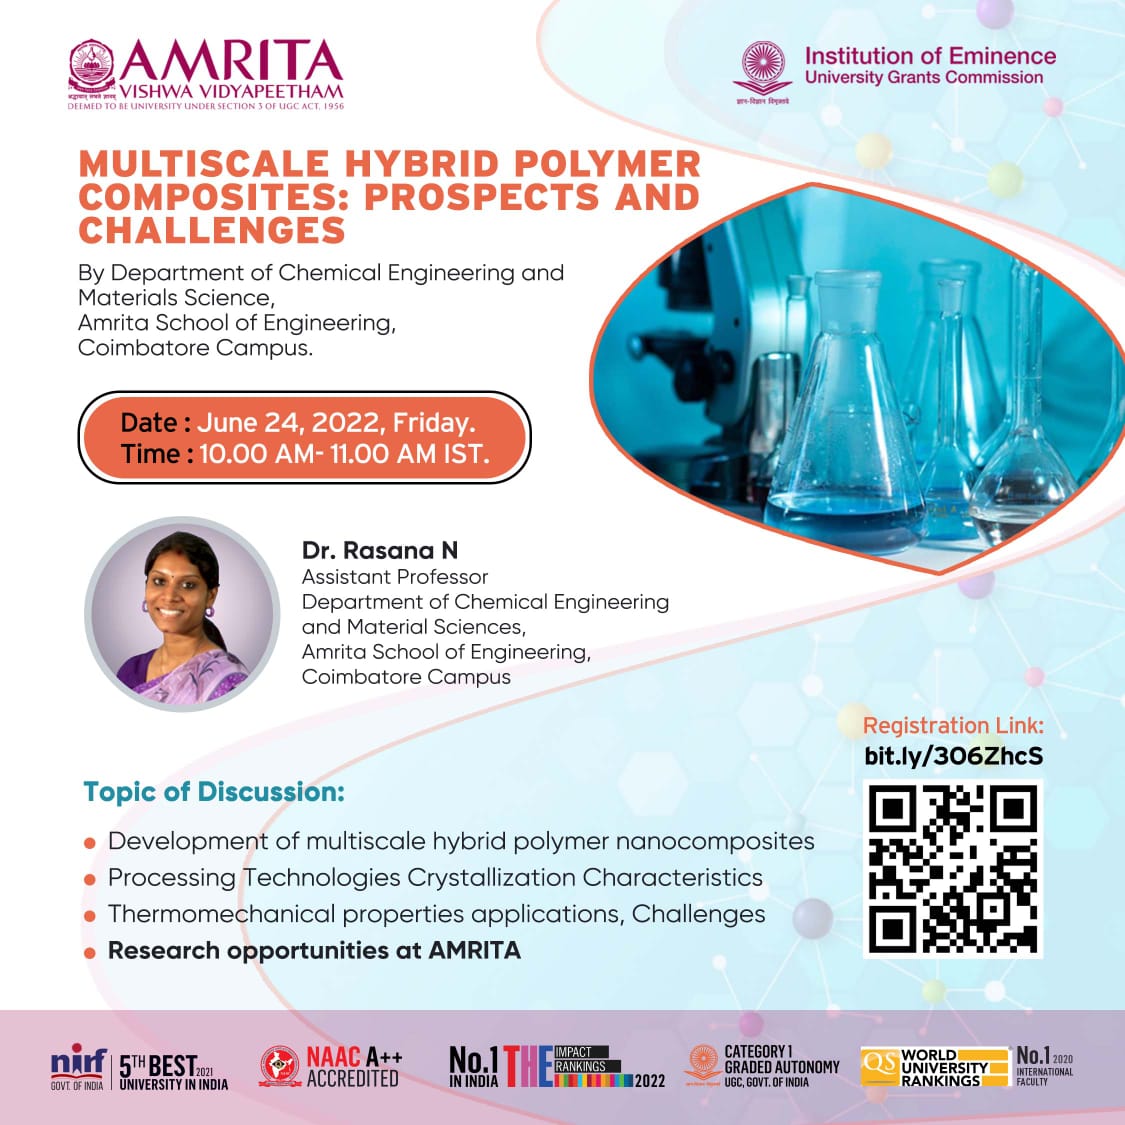 AMRITA
VISHWA VIDYAPEETHAM
DEEMED TO BE UNIVERSITY UNDER SECTION 3 OF UGC ACT, 1956
Institution of Eminence
University Grants Commission
ज्ञान-विज्ञान विमुक्तये
MULTISCALE HYBRID POLYMER
COMPOSITES: PROSPECTS AND
CHALLENGES
By Department of Chemical Engineering and
Materials Science,
Amrita School of Engineering,
Coimbatore Campus.
Date : June 24, 2022, Friday.
Time : 10.00 AM- 11.00 AM IST.
Dr. Rasana N
Assistant Professor
Department of Chemical Engineering
and Material Sciences,
Amrita School of Engineering,
Coimbatore Campus
Registration Link:
bit.ly/3O6ZhcS
Topic of Discussion:
Development of multiscale hybrid polymer nanocomposites
Processing Technologies Crystallization Characteristics
Thermomechanical properties applications, Challenges
Research opportunities at AMRITA
nirf
GOVT. OF INDIA
5TH BEST 2021
UNIVERSITY IN INDIA
NAAC A++
ACCREDITED
No.1
IN INDIA
THE IMPACT
RANKINGS
2022
CATEGORY 1
GRADED AUTONOMY
UGC, GOVT. OF INDIA
QS WORLD
UNIVERSITY
RANKINGS
No.1 2020
INTERNATIONAL
FACULTY